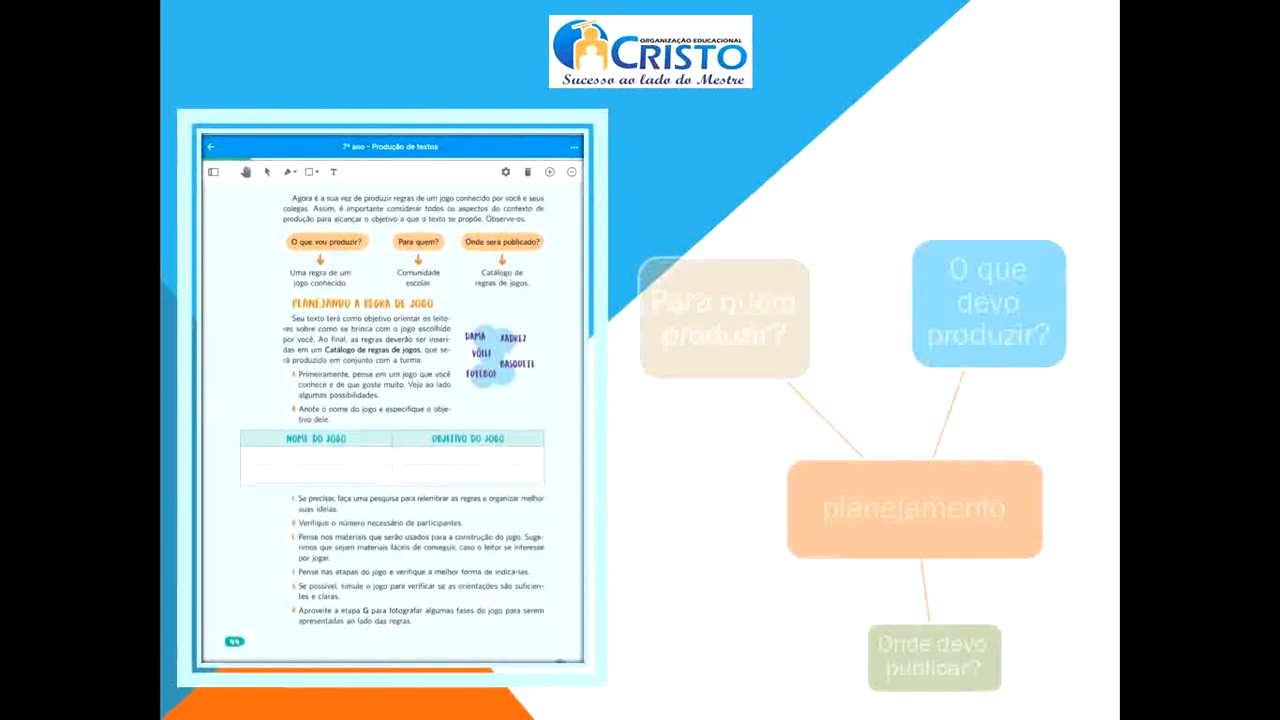 ORGANIZAÇÃO EDUCACIONAL
CRISTO
Sucesso ao lado do Mestre
7º ano - Produção de textos
Agora é a sua vez de produzir regras de um jogo conhecido por você e seus
colegas. Assim, é importante considerar todos os aspectos do contexto de
produção para alcançar o objetivo a que o texto se propõe. Observe-os.
O que vou produzir?
Para quem?
Onde será publicado?
Uma regra de um
jogo conhecido.
Comunidade
escolar.
Catálogo de
regras de jogos.
PLANEJANDO A REGRA DE JOGO
Seu texto terá como objetivo orientar os leito-
res sobre como se brinca com o jogo escolhido
por você. Ao final, as regras deverão ser inseri-
das em um Catálogo de regras de jogos, que se-
rá produzido em conjunto com a turma.
DAMA
XADREZ
VÔLEI
BASQUETE
FUTEBOL
A Primeiramente, pense em um jogo que você
conhece e de que goste muito. Veja ao lado
algumas possibilidades.
B Anote o nome do jogo e especifique o obje-
tivo dele.
NOME DO JOGO
OBJETIVO DO JOGO
Se precisar, faça uma pesquisa para relembrar as regras e organizar melhor
suas ideias.
Verifique o número necessário de participantes.
Pense nos materiais que serão usados para a construção do jogo. Suge-
rimos que sejam materiais fáceis de conseguir, caso o leitor se interesse
por jogar.
Pense nas etapas do jogo e verifique a melhor forma de indicá-las.
Se possível, simule o jogo para verificar se as orientações são suficien-
tes e claras.
Aproveite a etapa G para fotografar algumas fases do jogo para serem
apresentadas ao lado das regras.
44
Para quem
produzir?
O que
devo
produzir?
planejamento
Onde devo
publicar?